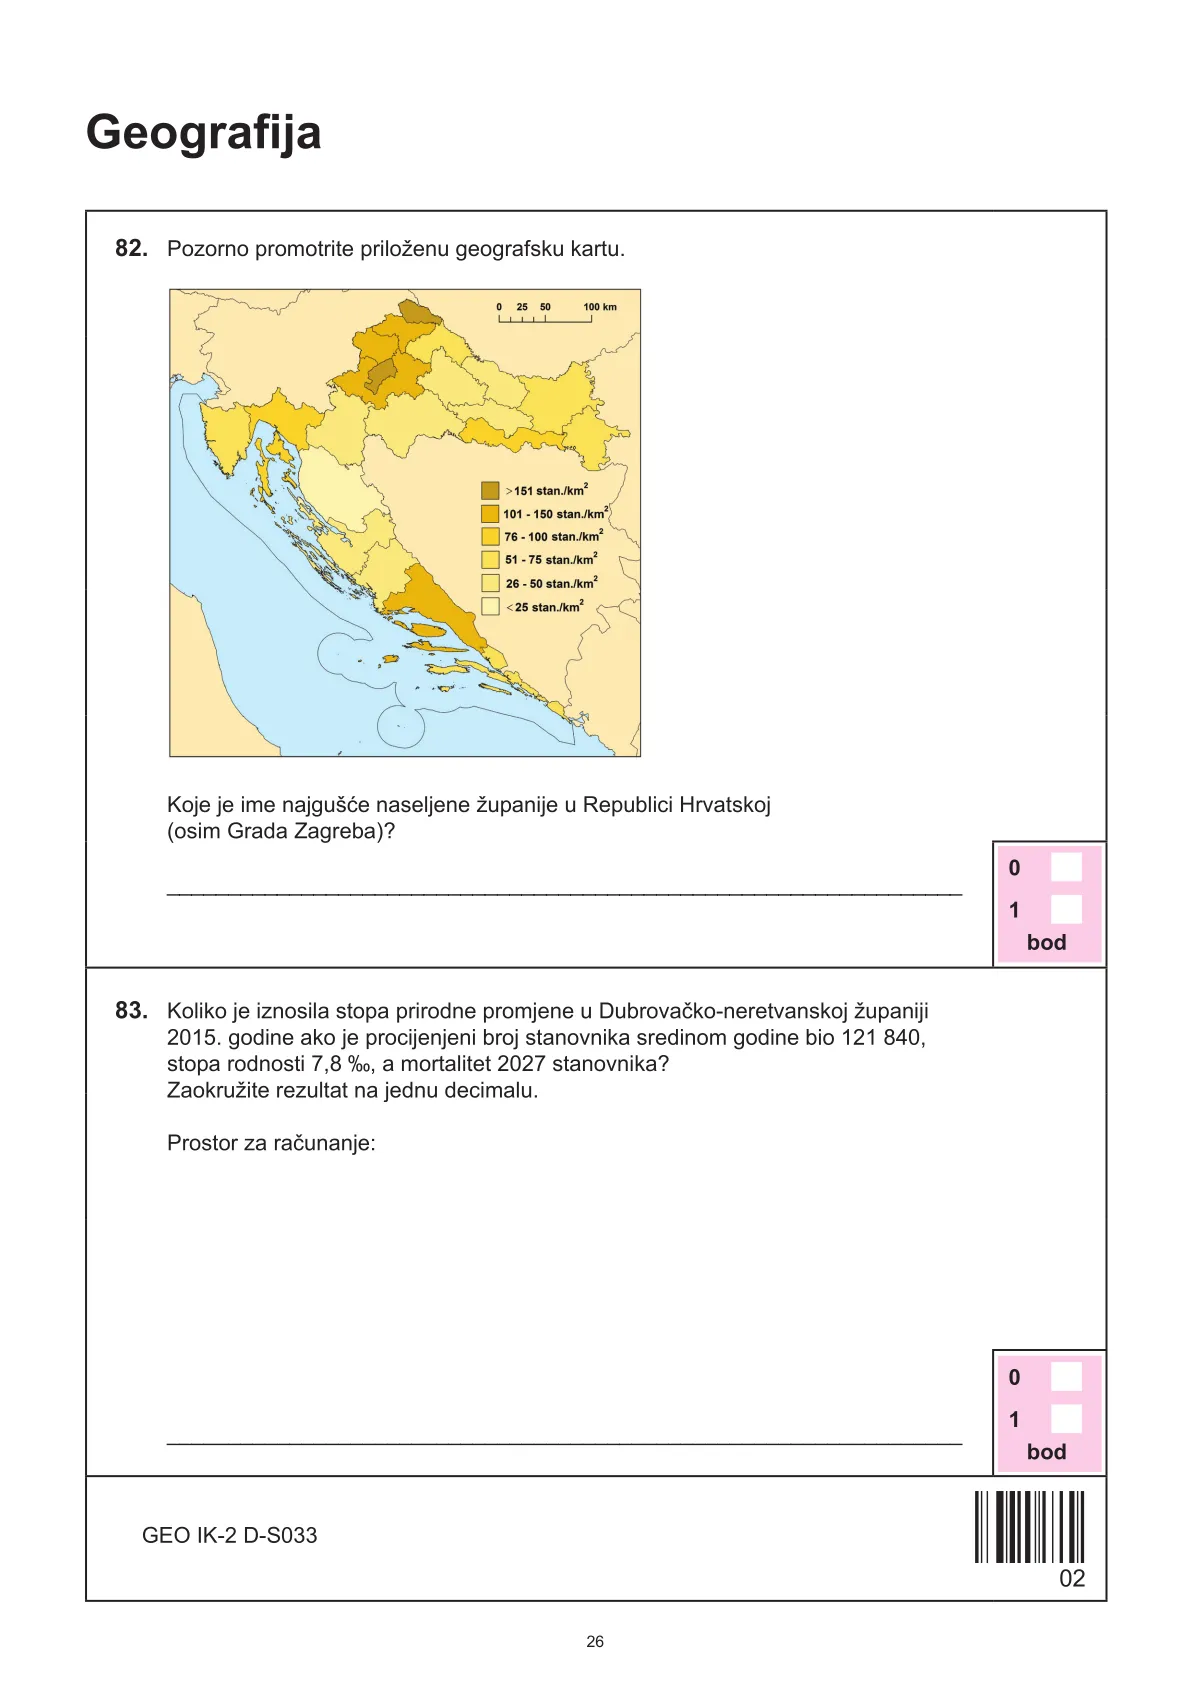 Geografija
82. Pozorno promotrite priloženu geografsku kartu.
0 25 50 100 km
>151 stan./km²
101 - 150 stan./km²
76 - 100 stan./km²
51 - 75 stan./km²
26 - 50 stan./km²
<25 stan./km²
Koje je ime najgušće naseljene županije u Republici Hrvatskoj
(osim Grada Zagreba)?
0
1
bod
83. Koliko je iznosila stopa prirodne promjene u Dubrovačko-neretvanskoj županiji
2015. godine ako je procijenjeni broj stanovnika sredinom godine bio 121 840,
stopa rodnosti 7,8 ‰, a mortalitet 2027 stanovnika?
Zaokružite rezultat na jednu decimalu.
Prostor za računanje:
0
1
bod
GEO IK-2 D-S033
02
26